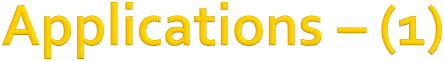 Applications – (1)